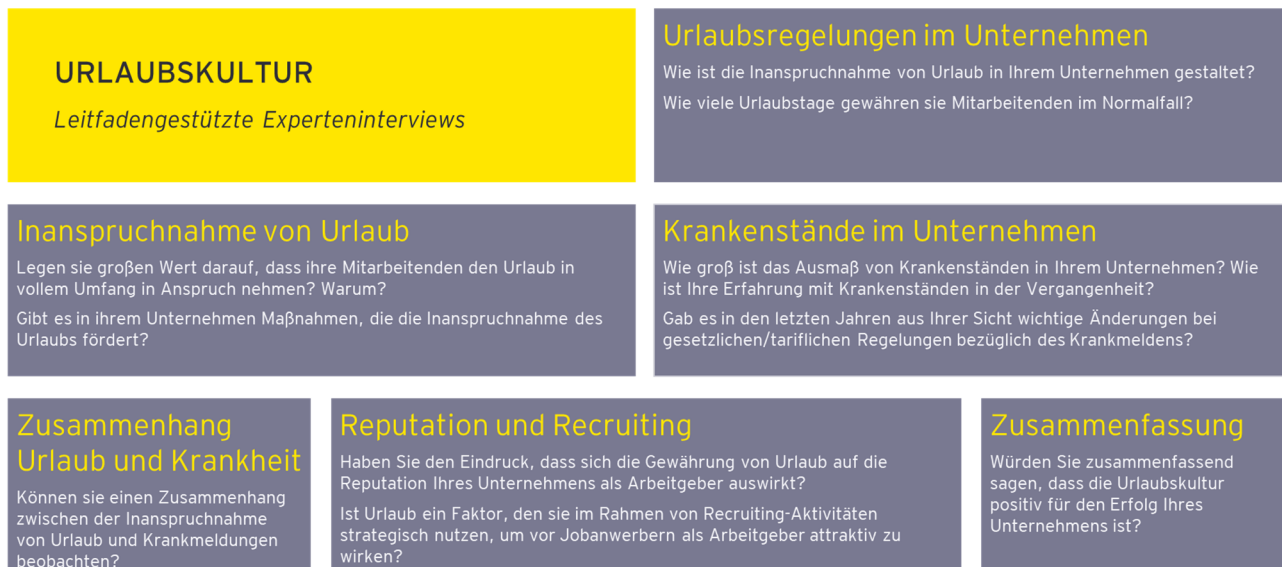 URLAUBSKULTUR
Leitfadengestützte Experteninterviews
Urlaubsregelungen im Unternehmen
Wie ist die Inanspruchnahme von Urlaub in Ihrem Unternehmen gestaltet?
Wie viele Urlaubstage gewähren sie Mitarbeitenden im Normalfall?
Inanspruchnahme von Urlaub
Legen sie großen Wert darauf, dass ihre Mitarbeitenden den Urlaub in
vollem Umfang in Anspruch nehmen? Warum?
Gibt es in ihrem Unternehmen Maßnahmen, die die Inanspruchnahme des
Urlaubs fördert?
Krankenstände im Unternehmen
Wie groß ist das Ausmaß von Krankenständen in Ihrem Unternehmen? Wie
ist Ihre Erfahrung mit Krankenständen in der Vergangenheit?
Gab es in den letzten Jahren aus Ihrer Sicht wichtige Änderungen bei
gesetzlichen/tariflichen Regelungen bezüglich des Krankmeldens?
Zusammenhang
Urlaub und Krankheit
Können sie einen Zusammenhang
zwischen der Inanspruchnahme
von Urlaub und Krankmeldungen
beobachten?
Reputation und Recruiting
Haben Sie den Eindruck, dass sich die Gewährung von Urlaub auf die
Reputation Ihres Unternehmens als Arbeitgeber auswirkt?
Ist Urlaub ein Faktor, den sie im Rahmen von Recruiting-Aktivitäten
strategisch nutzen, um vor Jobanwerbern als Arbeitgeber attraktiv zu
wirken?
Zusammenfassung
Würden Sie zusammenfassend
sagen, dass die Urlaubskultur
positiv für den Erfolg Ihres
Unternehmens ist?